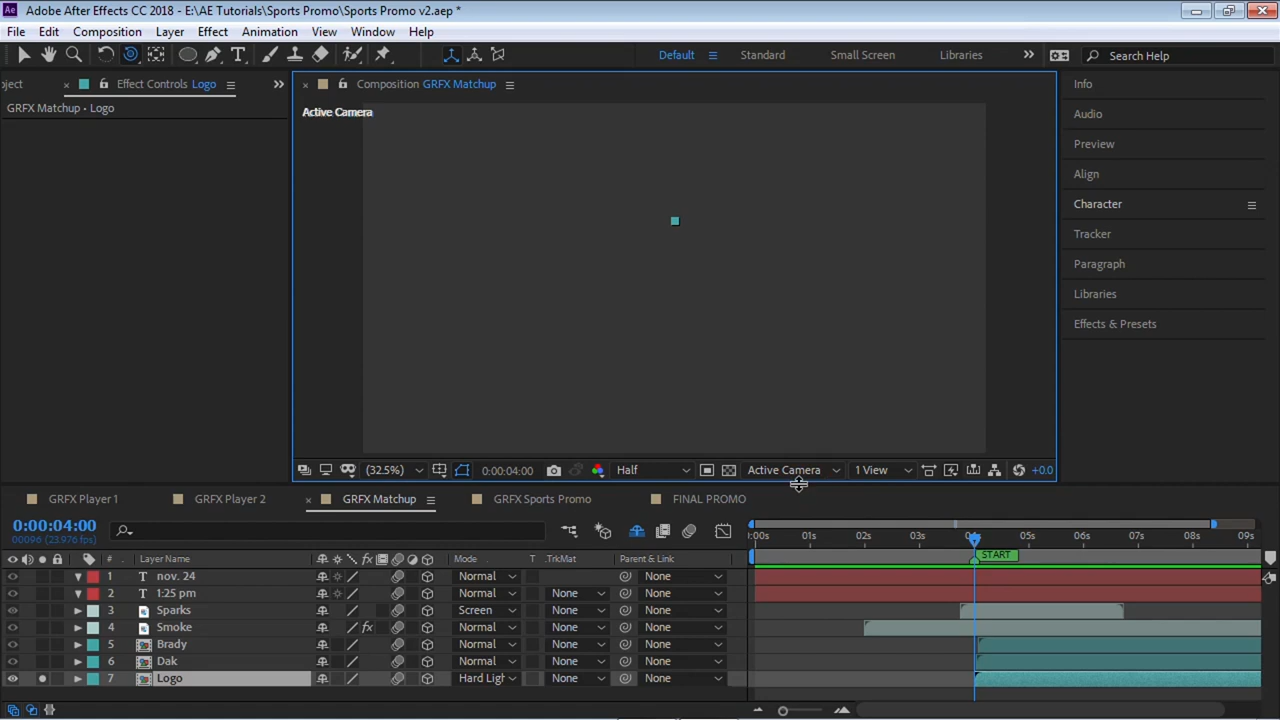 Adobe After Effects CC 2018 - E:\AE Tutorials\Sports Promo\Sports Promo v2.aep *
File Edit Composition Layer Effect Animation View Window Help
Default Standard Small Screen Libraries Search Help
oject Effect Controls Logo
Composition GRFX Matchup
GRFX Matchup • Logo
Active Camera
Info
Audio
Preview
Align
Character
Tracker
Paragraph
Libraries
Effects & Presets
(32.5%) 0:00:04:00 Half Active Camera 1 View +0.0
GRFX Player 1 GRFX Player 2 GRFX Matchup GRFX Sports Promo FINAL PROMO
0:00:04:00
00096 (23.976 fps)
:00s 01s 02s 03s 04s 05s 06s 07s 08s 09s
START
# Layer Name fx Mode T .TrkMat Parent & Link
1 T nov. 24 Normal None
2 T 1:25 pm Normal None None
3 Sparks Screen None None
4 Smoke fx Normal None None
5 Brady Normal None None
6 Dak Normal None None
7 Logo Hard Ligh None None